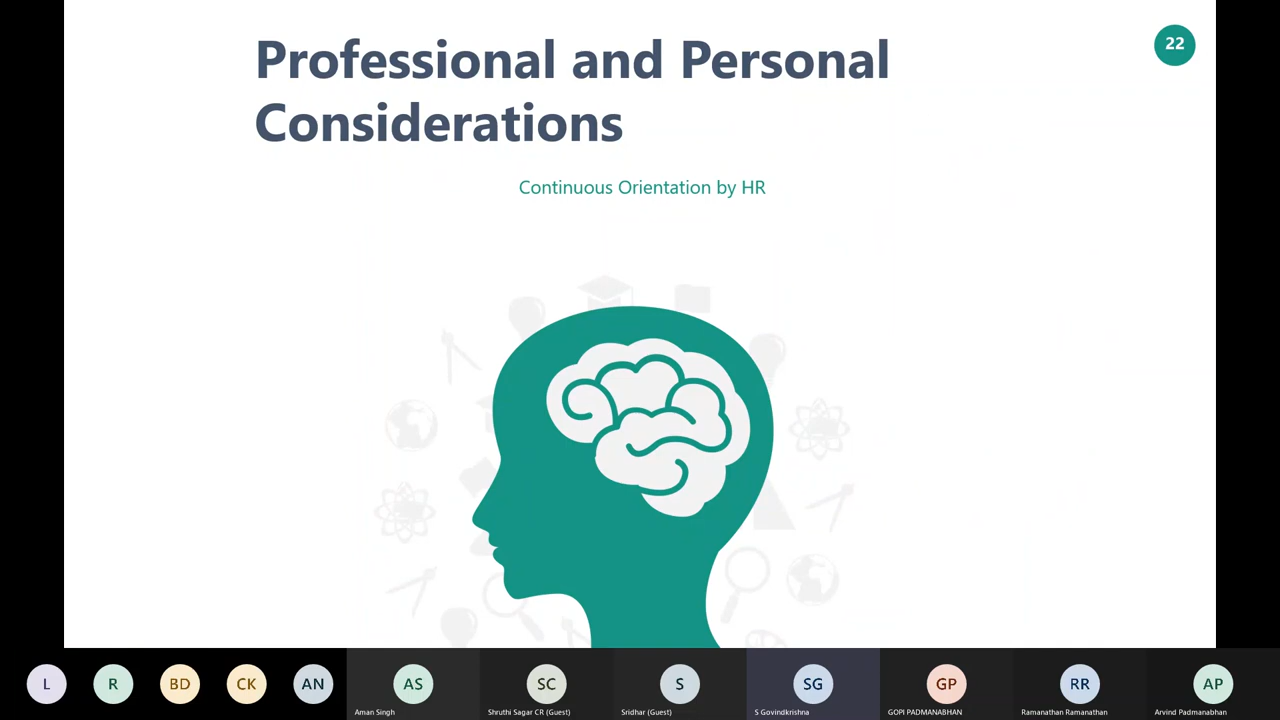 Professional and Personal
Considerations
22
Continuous Orientation by HR
L
R
BD
CK
AN
AS
SC
S
SG
GP
RR
AP
Aman Singh
Shruthi Sagar CR (Guest)
Sridhar (Guest)
S Govindkrishna
GOPI PADMANABHAN
Ramanathan Ramanathan
Arvind Padmanabhan